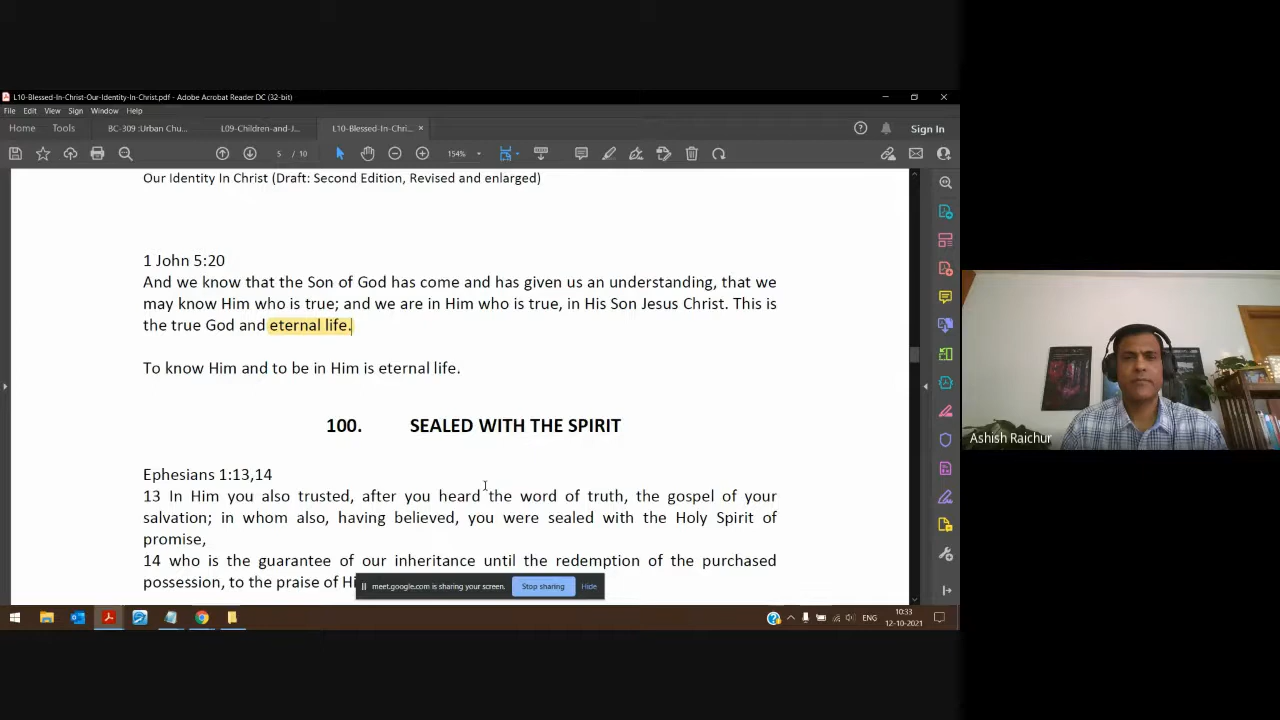 L10-Blessed-In-Christ-Our-Identity-In-Christ.pdf - Adobe Acrobat Reader DC (32-bit)
File Edit View Sign Window Help
Home Tools BC-309 :Urban Chu... L09-Children-and-J... L10-Blessed-In-Chri... × Sign In
5 / 10 154%
Our Identity In Christ (Draft: Second Edition, Revised and enlarged)
1 John 5:20
And we know that the Son of God has come and has given us an understanding, that we
may know Him who is true; and we are in Him who is true, in His Son Jesus Christ. This is
the true God and eternal life.
To know Him and to be in Him is eternal life.
100. SEALED WITH THE SPIRIT
Ephesians 1:13,14
13 In Him you also trusted, after you heard the word of truth, the gospel of your
salvation; in whom also, having believed, you were sealed with the Holy Spirit of
promise,
14 who is the guarantee of our inheritance until the redemption of the purchased
possession, to the praise of Hi
meet.google.com is sharing your screen. Stop sharing Hide
Ashish Raichur
ENG 10:33
12-10-2021